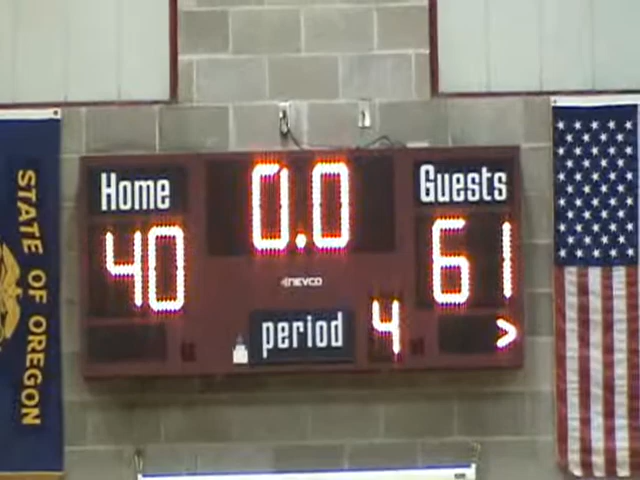 Home
0.0
Guests
40
61
NEVCO
period 4
>
STATE OF OREGON